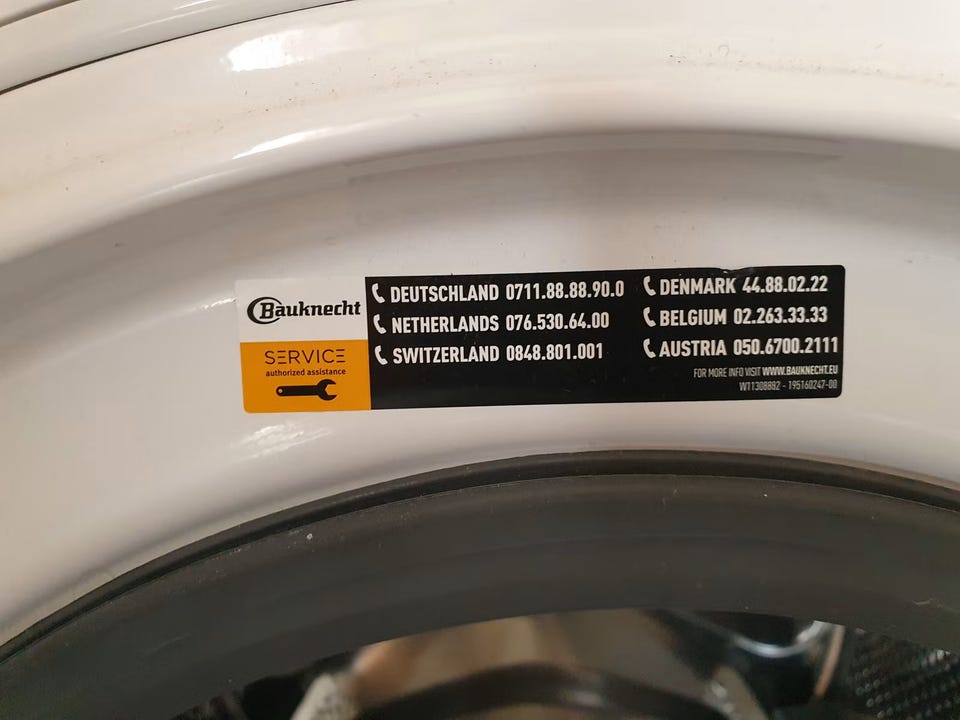 Bauknecht
SERVICE
authorized assistance
DEUTSCHLAND 0711.88.88.90.0
NETHERLANDS 076.530.64.00
SWITZERLAND 0848.801.001
DENMARK 44.88.02.22
BELGIUM 02.263.33.33
AUSTRIA 050.6700.2111
FOR MORE INFO VISIT WWW.BAUKNECHT.EU
W11308892 - 195160247-00